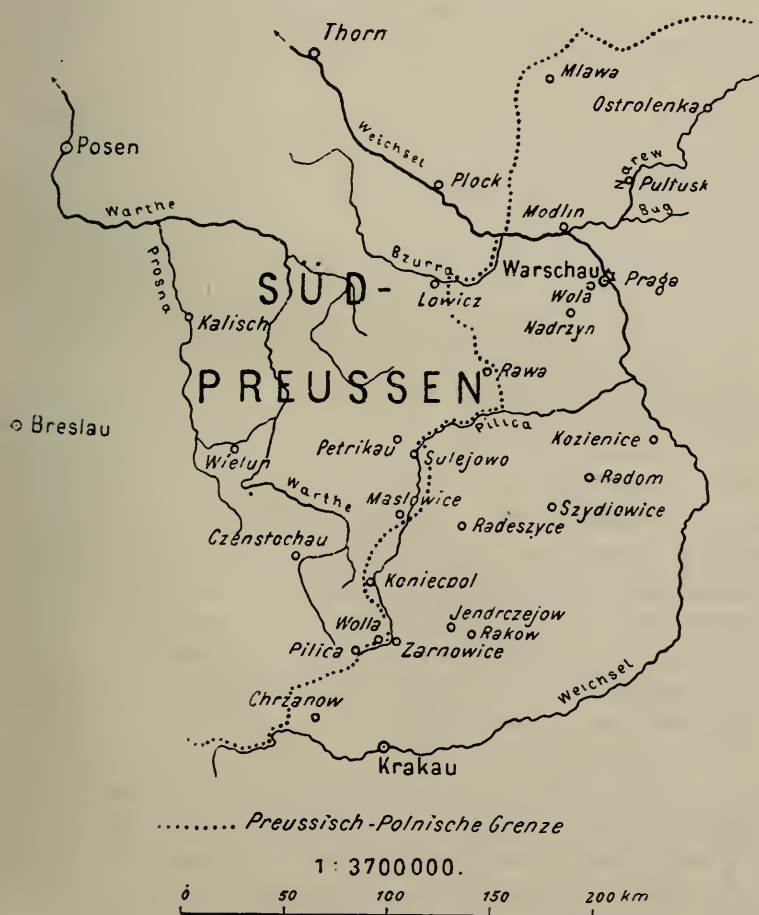 Thorn
Mlawa
Ostrolenka
Posen
Weichsel
Narew
Plock
Pultusk
Warthe
Modlin
Bug
Prosna
Bzurra
Warschau
Praga
SÜD-
Lowicz
Wola
Kalisch
Nadrzyn
PREUSSEN
Rawa
Breslau
Pilica
Petrikau
Kozienice
Wielun
Sulejowo
Radom
Warthe
Maslowice
Szydlowice
Radeszyce
Czenstochau
Koniecpol
Jendrczejow
Wolla
Rakow
Pilica
Zarnowice
Chrzanow
Weichsel
Krakau
.......... Preussisch-Polnische Grenze
1 : 3700000.
0 50 100 150 200 km